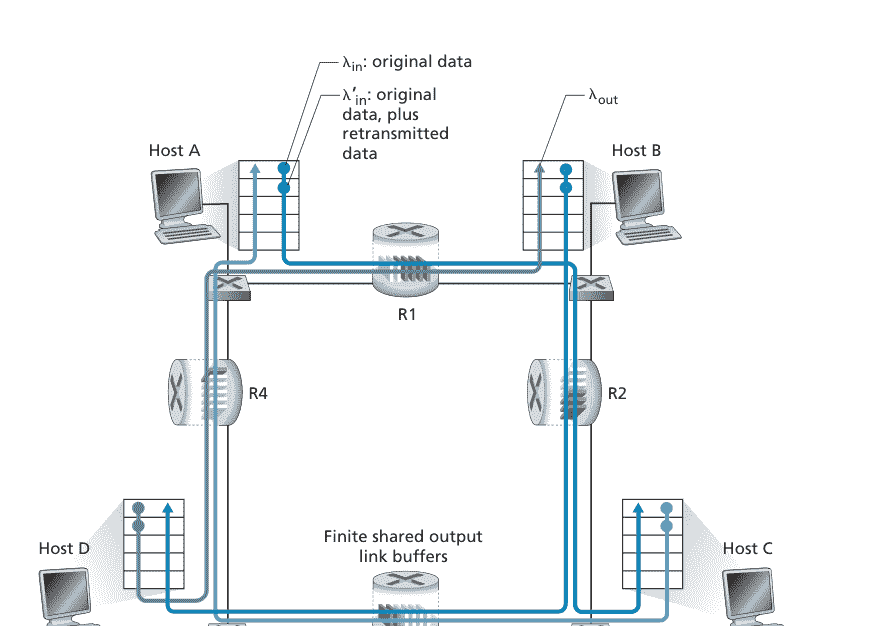 λin: original data
λ'in: original
data, plus
retransmitted
data
λout
Host A
Host B
R1
R4
R2
Finite shared output
link buffers
Host D
Host C